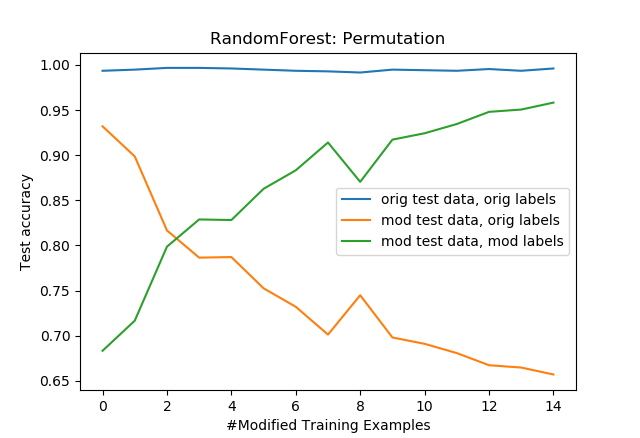 RandomForest: Permutation
1.00
0.95
0.90
0.85
0.80
0.75
0.70
0.65
Test accuracy
orig test data, orig labels
mod test data, orig labels
mod test data, mod labels
0 2 4 6 8 10 12 14
#Modified Training Examples